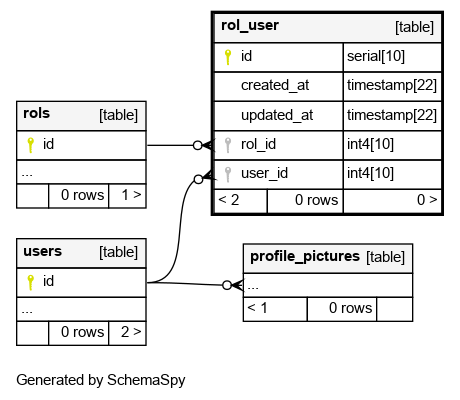 rol_user [table]
id serial[10]
created_at timestamp[22]
updated_at timestamp[22]
rol_id int4[10]
user_id int4[10]
< 2 0 rows 0 >
rols [table]
id
...
0 rows 1 >
users [table]
id
...
0 rows 2 >
profile_pictures [table]
...
< 1 0 rows
Generated by SchemaSpy